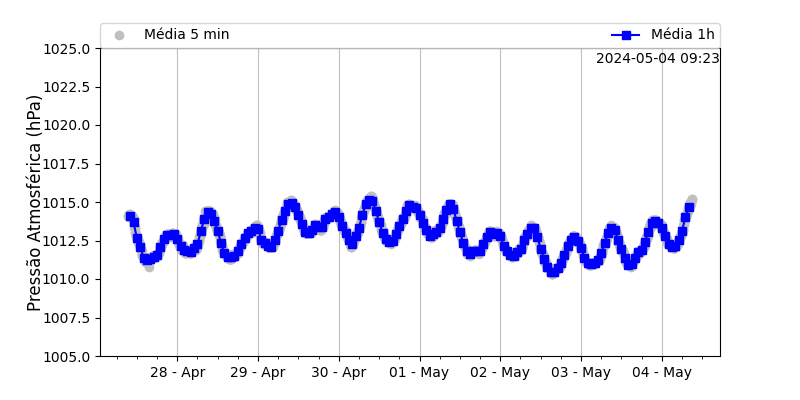 Média 5 min
Média 1h
2024-05-04 09:23
Pressão Atmosférica (hPa)
1025.0
1022.5
1020.0
1017.5
1015.0
1012.5
1010.0
1007.5
1005.0
28 - Apr
29 - Apr
30 - Apr
01 - May
02 - May
03 - May
04 - May